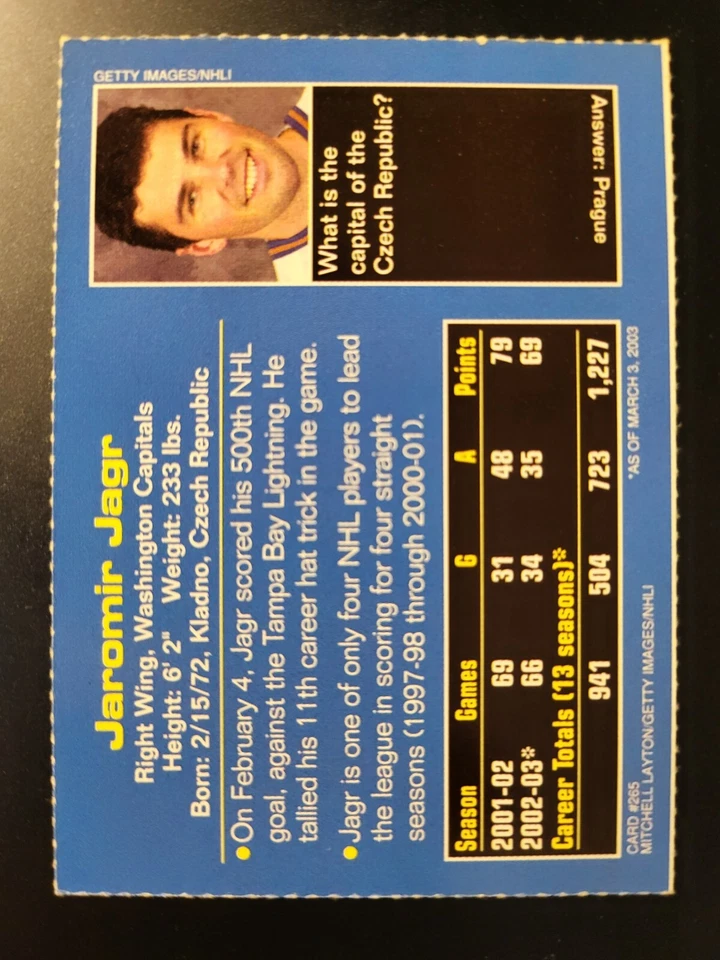 Jaromir Jagr
Right Wing, Washington Capitals
Height: 6' 2" Weight: 233 lbs.
Born: 2/15/72, Kladno, Czech Republic
GETTY IMAGES/NHLI
What is the
capital of the
Czech Republic?
Answer: Prague
•On February 4, Jagr scored his 500th NHL
goal, against the Tampa Bay Lightning. He
tallied his 11th career hat trick in the game.
•Jagr is one of only four NHL players to lead
the league in scoring for four straight
seasons (1997-98 through 2000-01).
Season Games G A Points
2001-02 69 31 48 79
2002-03* 66 34 35 69
Career Totals (13 seasons)*
941 504 723 1,227
CARD #265 *AS OF MARCH 3, 2003
MITCHELL LAYTON/GETTY IMAGES/NHLI